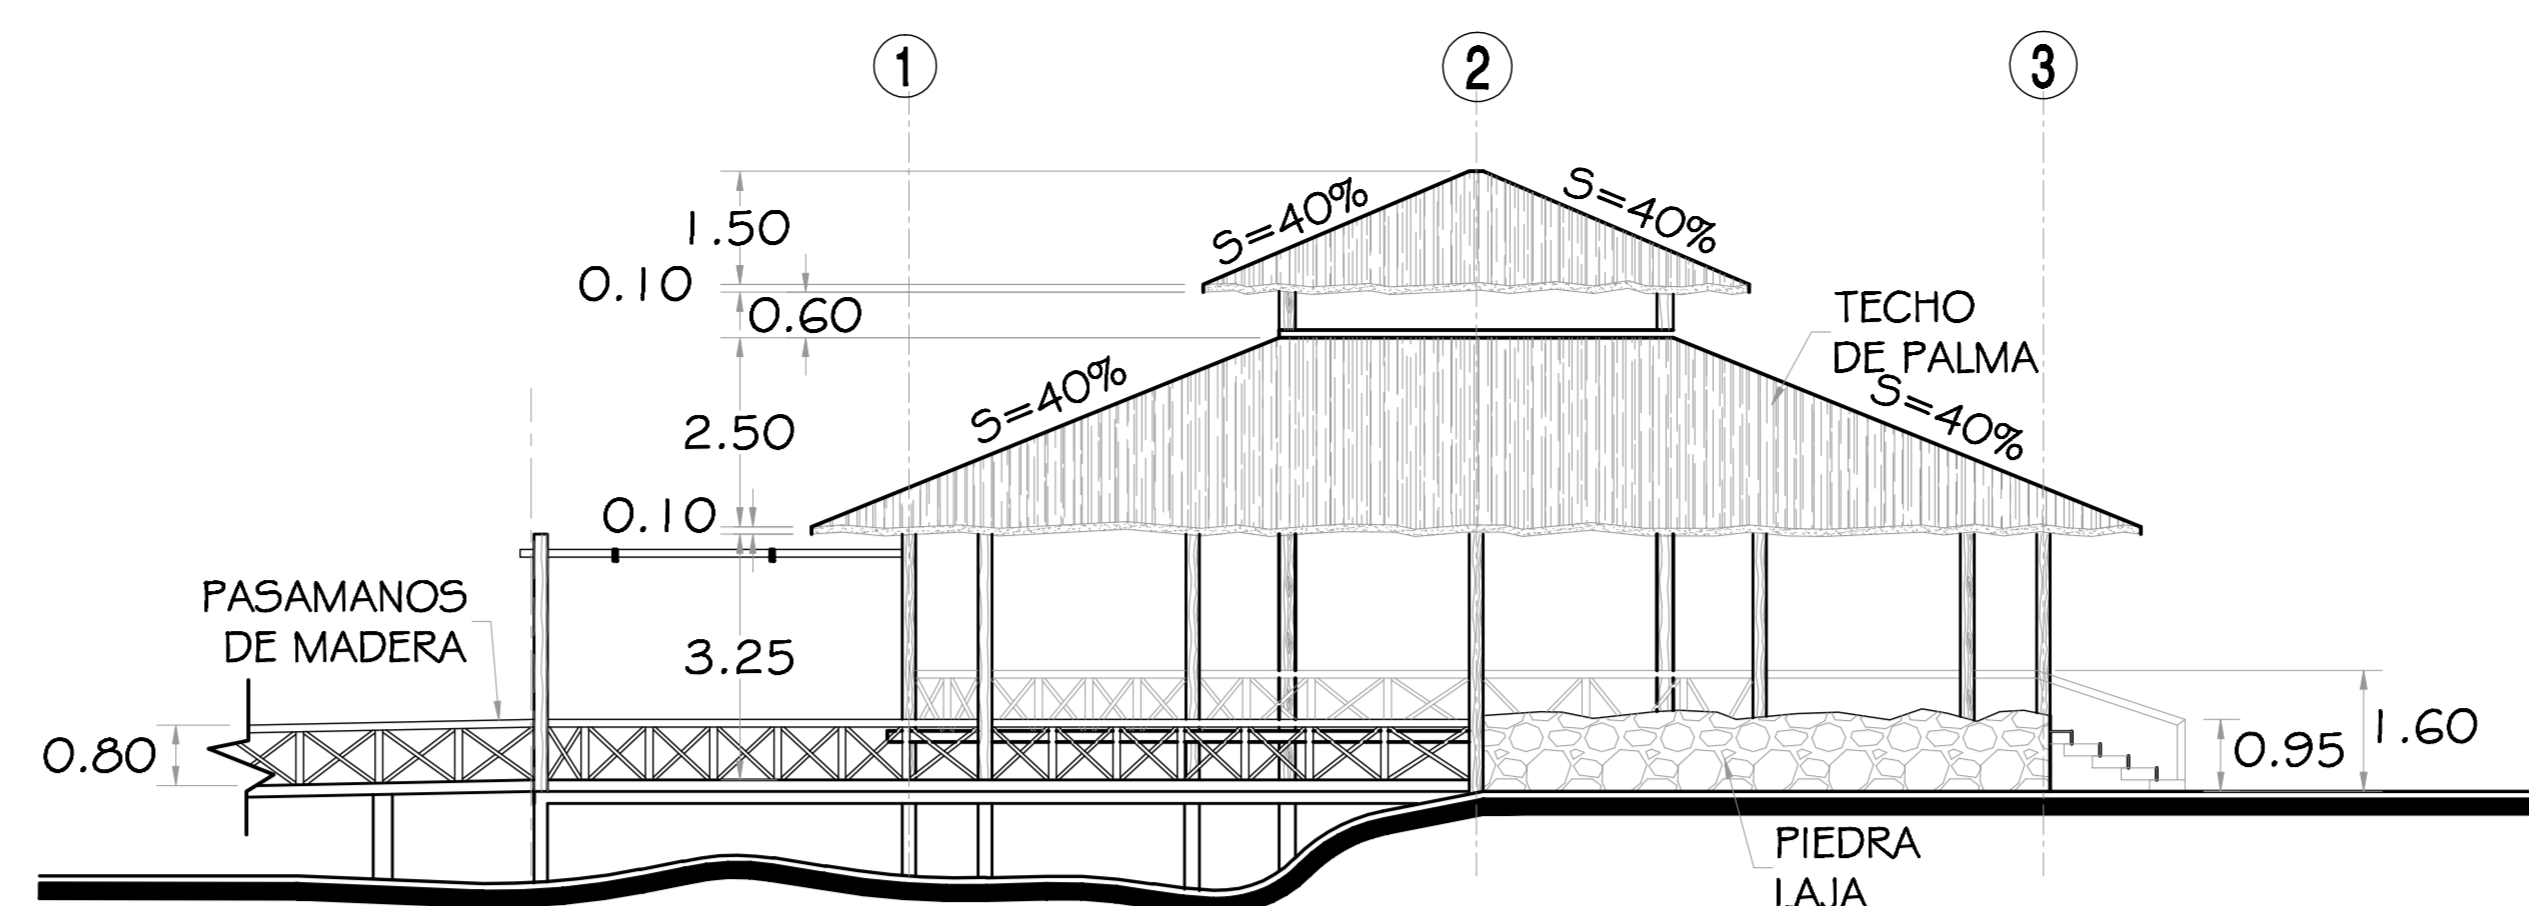 1
2
3
1.50
S=40%
S=40%
0.10
0.60
TECHO
DE PALMA
S=40%
S=40%
2.50
0.10
PASAMANOS
DE MADERA
3.25
0.80
0.95
1.60
PIEDRA
LAJA